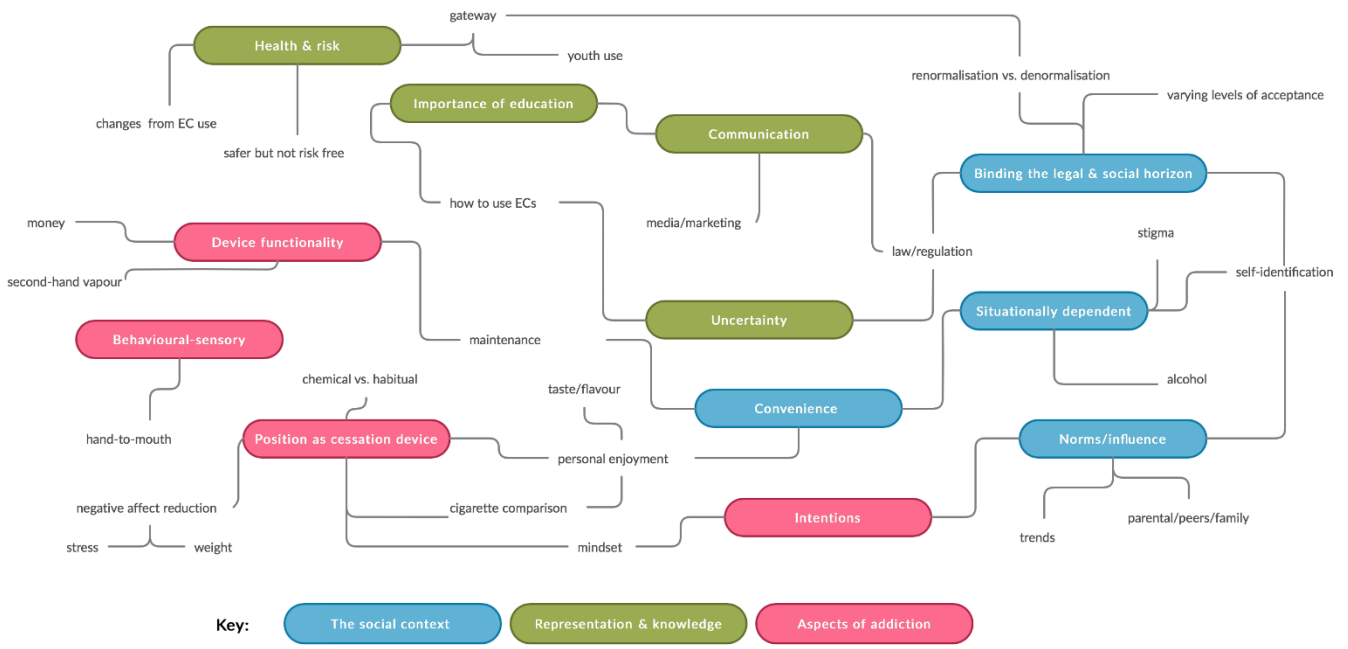 gateway
Health & risk
youth use
renormalisation vs. denormalisation
varying levels of acceptance
Importance of education
changes from EC use
Communication
safer but not risk free
Binding the legal & social horizon
how to use ECs
media/marketing
money
Device functionality
stigma
law/regulation
second-hand vapour
self-identification
Uncertainty
Situationally dependent
Behavioural-sensory
maintenance
chemical vs. habitual
taste/flavour
alcohol
Convenience
hand-to-mouth
Position as cessation device
Norms/influence
personal enjoyment
negative affect reduction
cigarette comparison
Intentions
parental/peers/family
trends
stress
weight
mindset
Key:
The social context
Representation & knowledge
Aspects of addiction